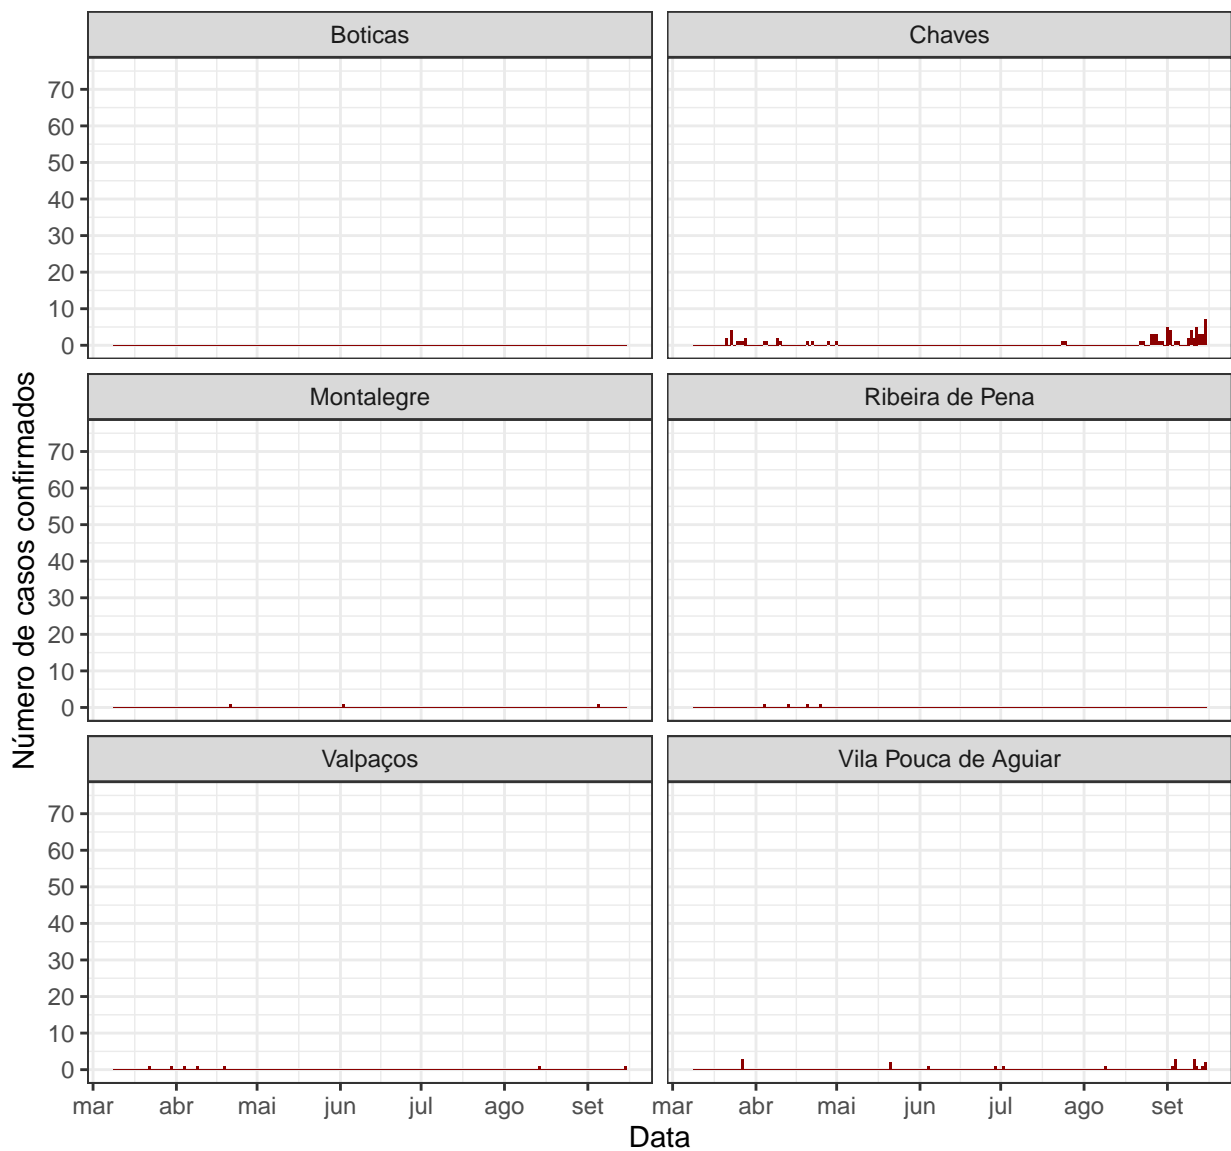 Boticas
Chaves
70
60
50
40
30
20
10
0
Montalegre
Ribeira de Pena
70
60
50
40
30
20
10
0
Valpaços
Vila Pouca de Aguiar
70
60
50
40
30
20
10
0
mar abr mai jun jul ago set
mar abr mai jun jul ago set
Data
Número de casos confirmados